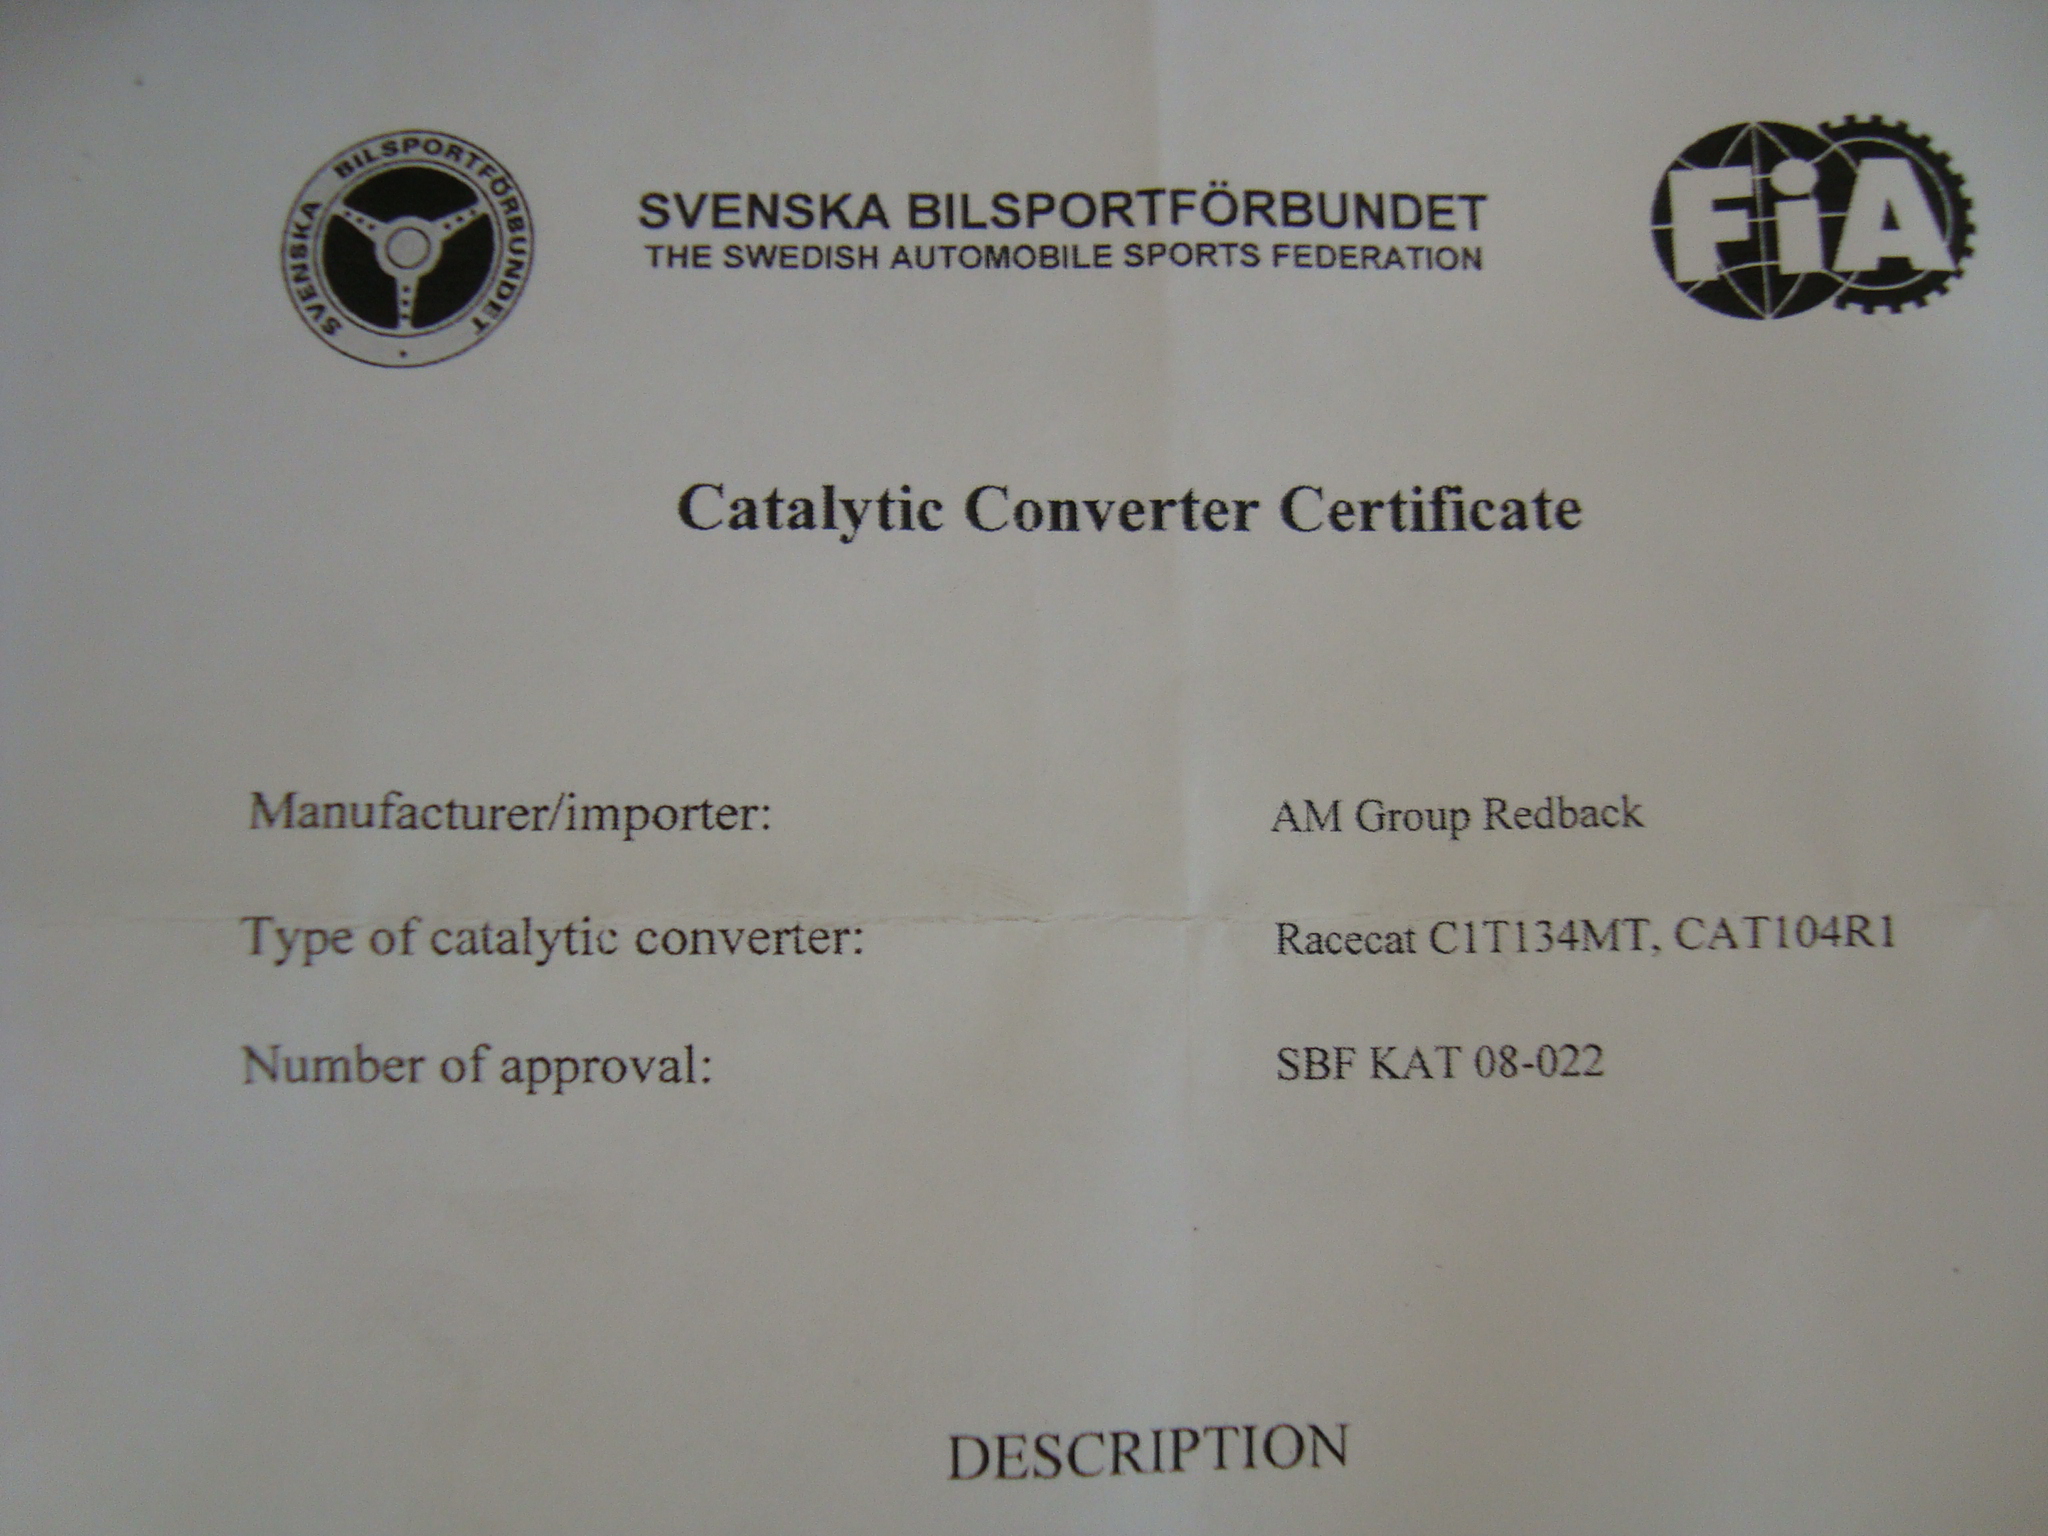 SVENSKA BILSPORTFÖRBUNDET
SVENSKA BILSPORTFÖRBUNDET
THE SWEDISH AUTOMOBILE SPORTS FEDERATION
FiA
Catalytic Converter Certificate
Manufacturer/importer: AM Group Redback
Type of catalytic converter: Racecat C1T134MT, CAT104R1
Number of approval: SBF KAT 08-022
DESCRIPTION